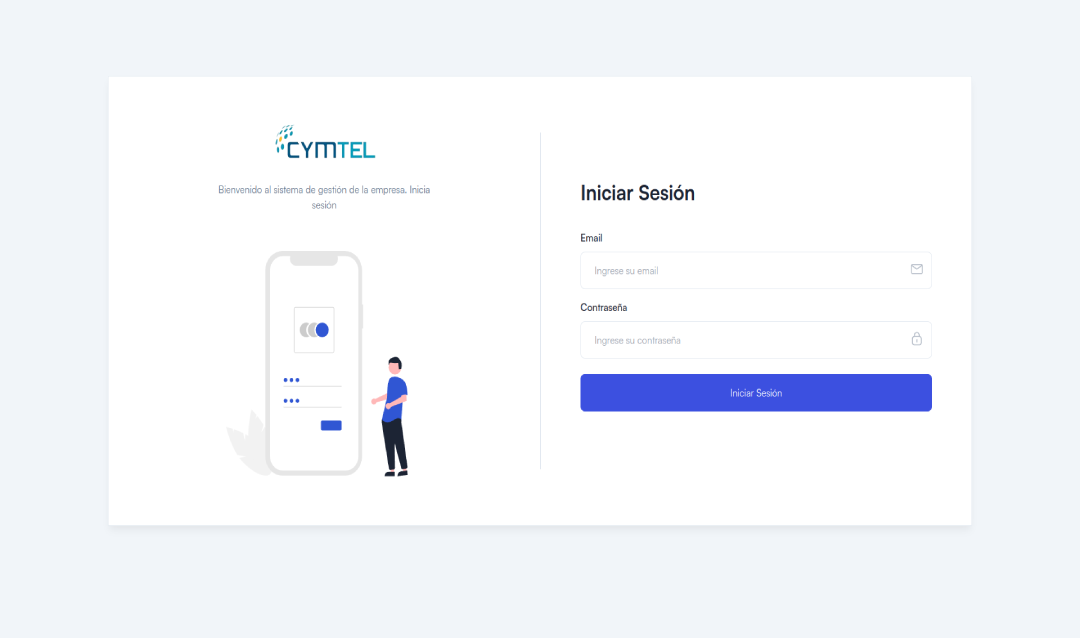 CYMTEL
Bienvenido al sistema de gestión de la empresa. Inicia
sesión
Iniciar Sesión
Email
Ingrese su email
Contraseña
Ingrese su contraseña
Iniciar Sesión